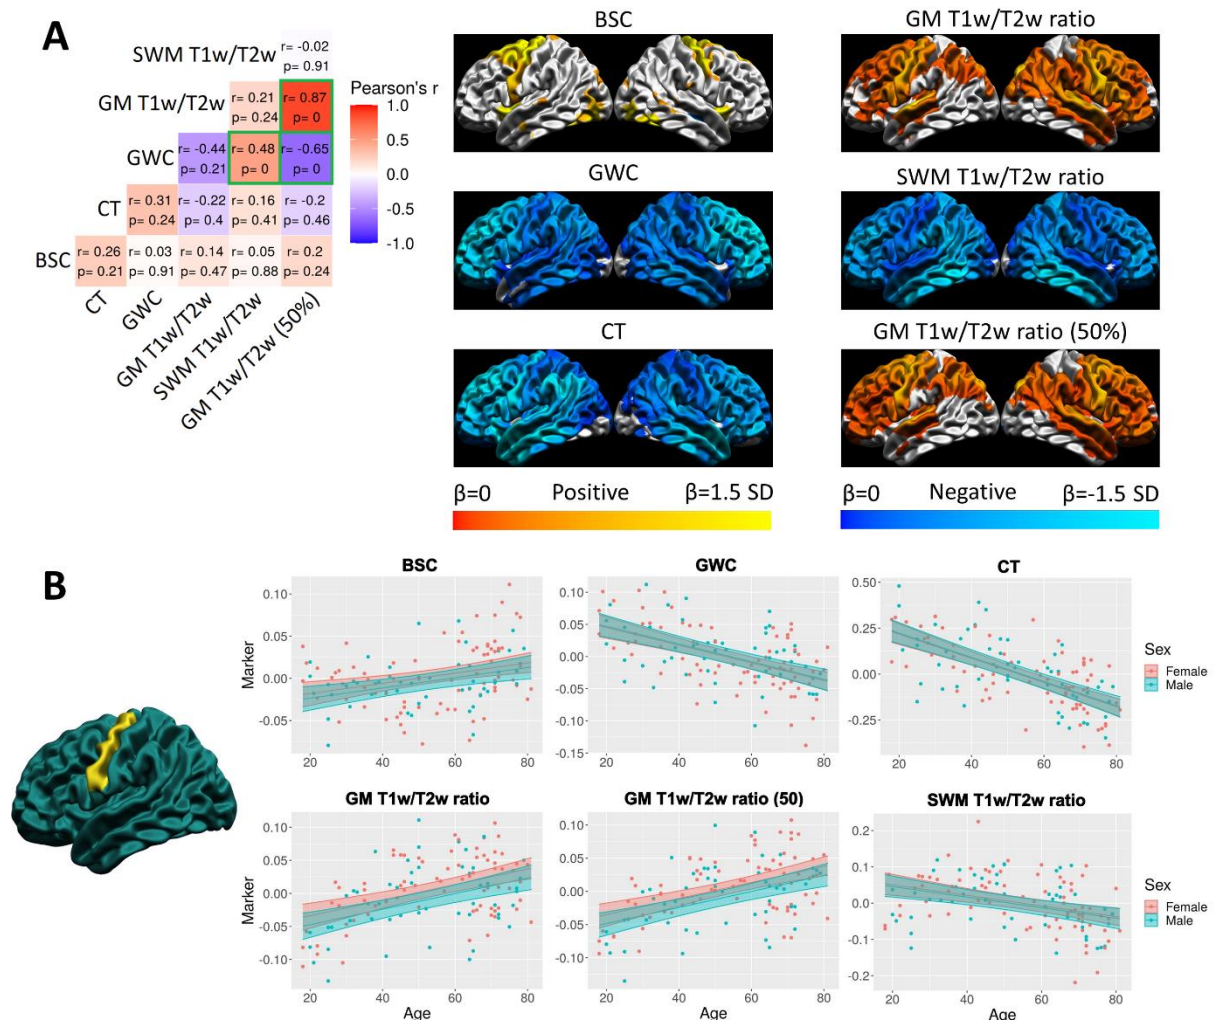 A
SWM T1w/T2w
r= -0.02
p= 0.91
GM T1w/T2w
r= 0.21
p= 0.24
r= 0.87
p= 0
GWC
r= -0.44
p= 0.21
r= 0.48
p= 0
r= -0.65
p= 0
CT
r= 0.31
p= 0.24
r= -0.22
p= 0.4
r= 0.16
p= 0.41
r= -0.2
p= 0.46
BSC
r= 0.26
p= 0.21
r= 0.03
p= 0.91
r= 0.14
p= 0.47
r= 0.05
p= 0.88
r= 0.2
p= 0.24
CT
GWC
GM T1w/T2w
SWM T1w/T2w
GM T1w/T2w (50%)
Pearson's r
1.0
0.5
0.0
-0.5
-1.0
BSC
GM T1w/T2w ratio
GWC
SWM T1w/T2w ratio
CT
GM T1w/T2w ratio (50%)
β=0 Positive β=1.5 SD
β=0 Negative β=-1.5 SD
B
BSC
Marker
0.10
0.05
0.00
-0.05
20 40 60 80
GWC
0.10
0.05
0.00
-0.05
-0.10
-0.15
20 40 60 80
CT
0.50
0.25
0.00
-0.25
20 40 60 80
Sex
Female
Male
GM T1w/T2w ratio
Marker
0.10
0.05
0.00
-0.05
-0.10
20 40 60 80
Age
GM T1w/T2w ratio (50)
0.10
0.05
0.00
-0.05
-0.10
20 40 60 80
Age
SWM T1w/T2w ratio
0.2
0.1
0.0
-0.1
-0.2
20 40 60 80
Age
Sex
Female
Male